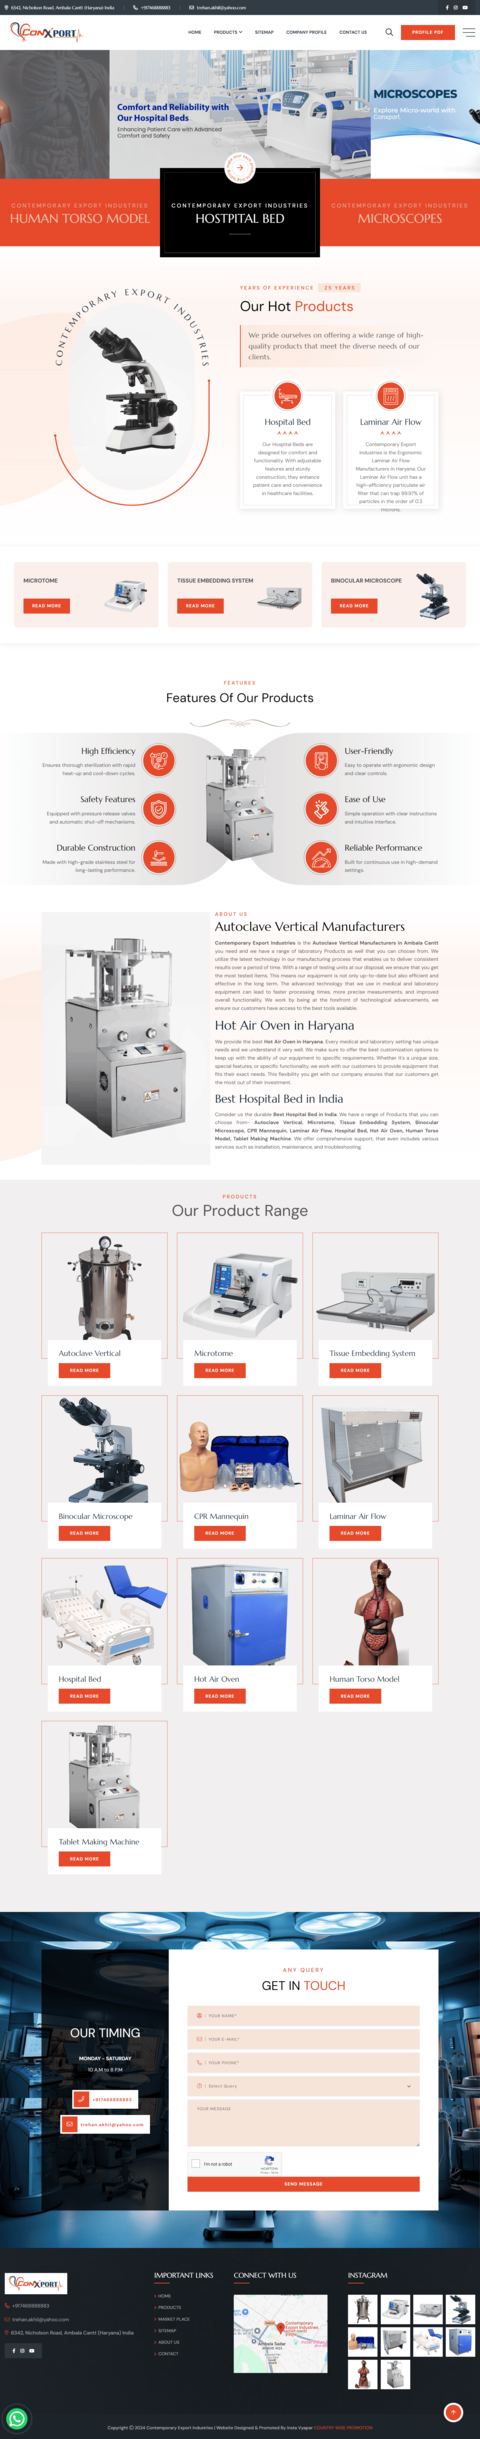 6342, Nicholson Road, Ambala Cantt (Haryana) India
+917468888883
trehan.akhil@yahoo.com
CONXPORT
HOME
PRODUCTS
SITEMAP
COMPANY PROFILE
CONTACT US
PROFILE PDF
Comfort and Reliability with
Our Hospital Beds
Enhancing Patient Care with Advanced
Comfort and Safety
MICROSCOPES
Explore Micro-world with
Conxport
CONTEMPORARY EXPORT INDUSTRIES
HUMAN TORSO MODEL
CONTEMPORARY EXPORT INDUSTRIES
HOSTPITAL BED
CONTEMPORARY EXPORT INDUSTRIES
MICROSCOPES
CONTEMPORARY EXPORT INDUSTRIES
YEARS OF EXPERIENCE
25 YEARS
Our Hot Products
We pride ourselves on offering a wide range of high-
quality products that meet the diverse needs of our
clients.
Hospital Bed
Our Hospital Beds are
designed for comfort and
functionality. With adjustable
features and sturdy
construction, they enhance
patient care and convenience
in healthcare facilities.
Laminar Air Flow
Contemporary Export
Industries is the Ergonomic
Laminar Air Flow
Manufacturers in Haryana. Our
Laminar Air Flow unit has a
high-efficiency particulate air
filter that can trap 99.97% of
particles in the order of 0.3
microns.
MICROTOME
READ MORE
TISSUE EMBEDDING SYSTEM
READ MORE
BINOCULAR MICROSCOPE
READ MORE
FEATURES
Features Of Our Products
High Efficiency
Ensures thorough sterilisation with rapid
heat-up and cool-down cycles.
Safety Features
Equipped with pressure release valves
and automatic shut-off mechanisms.
Durable Construction
Made with high-grade stainless steel for
long-lasting performance.
User-Friendly
Easy to operate with ergonomic design
and clear controls.
Ease of Use
Simple operation with clear instructions
and intuitive interface.
Reliable Performance
Built for continuous use in high-demand
settings.
ABOUT US
Autoclave Vertical Manufacturers
Contemporary Export Industries is the Autoclave Vertical Manufacturers in Ambala Cantt
you need and we have a range of laboratory Products as well that you can choose from. We
utilize the latest technology in our manufacturing process that enables us to deliver consistent
results over a period of time. With a range of testing units at our disposal, we ensure that you get
the most tested items. This means our equipment is not only up-to-date but also efficient and
effective in the long term. The advanced technology that we use in medical and laboratory
equipment can lead to faster processing times, more precise measurements, and improved
overall functionality. We work by being at the forefront of technological advancements, we
ensure our customers have access to the best tools available.
Hot Air Oven in Haryana
We provide the best Hot Air Oven in Haryana. Every medical and laboratory setting has unique
needs and we understand it very well. We make sure to offer the best customization options to
keep up with the ability of our equipment to specific requirements. Whether it's a unique size,
special features, or specific functionality, we work with our customers to provide equipment that
fits their exact needs. This flexibility you get with our company ensures that our customers get
the most out of their investment.
Best Hospital Bed in India
Consider us the durable Best Hospital Bed in India. We have a range of Products that you can
choose from- Autoclave Vertical, Microtome, Tissue Embedding System, Binocular
Microscope, CPR Mannequin, Laminar Air Flow, Hospital Bed, Hot Air Oven, Human Torso
Model, Tablet Making Machine. We offer comprehensive support, that even includes various
services such as installation, maintenance, and troubleshooting.
PRODUCTS
Our Product Range
Autoclave Vertical
READ MORE
Microtome
READ MORE
Tissue Embedding System
READ MORE
Binocular Microscope
READ MORE
CPR Mannequin
READ MORE
Laminar Air Flow
READ MORE
Hospital Bed
READ MORE
Hot Air Oven
READ MORE
Human Torso Model
READ MORE
Tablet Making Machine
READ MORE
OUR TIMING
MONDAY - SATURDAY
10 A.M to 8 P.M
+917468888883
trehan.akhil@yahoo.com
ANY QUERY
GET IN TOUCH
YOUR NAME*
YOUR E-MAIL*
YOUR PHONE*
Select Query
YOUR MESSAGE
I'm not a robot
reCAPTCHA
Privacy - Terms
SEND MESSAGE
CONXPORT
+917468888883
trehan.akhil@yahoo.com
6342, Nicholson Road, Ambala Cantt (Haryana) India
IMPORTANT LINKS
HOME
PRODUCTS
MARKET PLACE
SITEMAP
ABOUT US
CONTACT
CONNECT WITH US
Contemporary
Export Industries
Ambala Sadar
INSTAGRAM
Copyright © 2024 Contemporary Export Industries | Website Designed & Promoted By Insta Vyapar COUNTRY WIDE PROMOTION